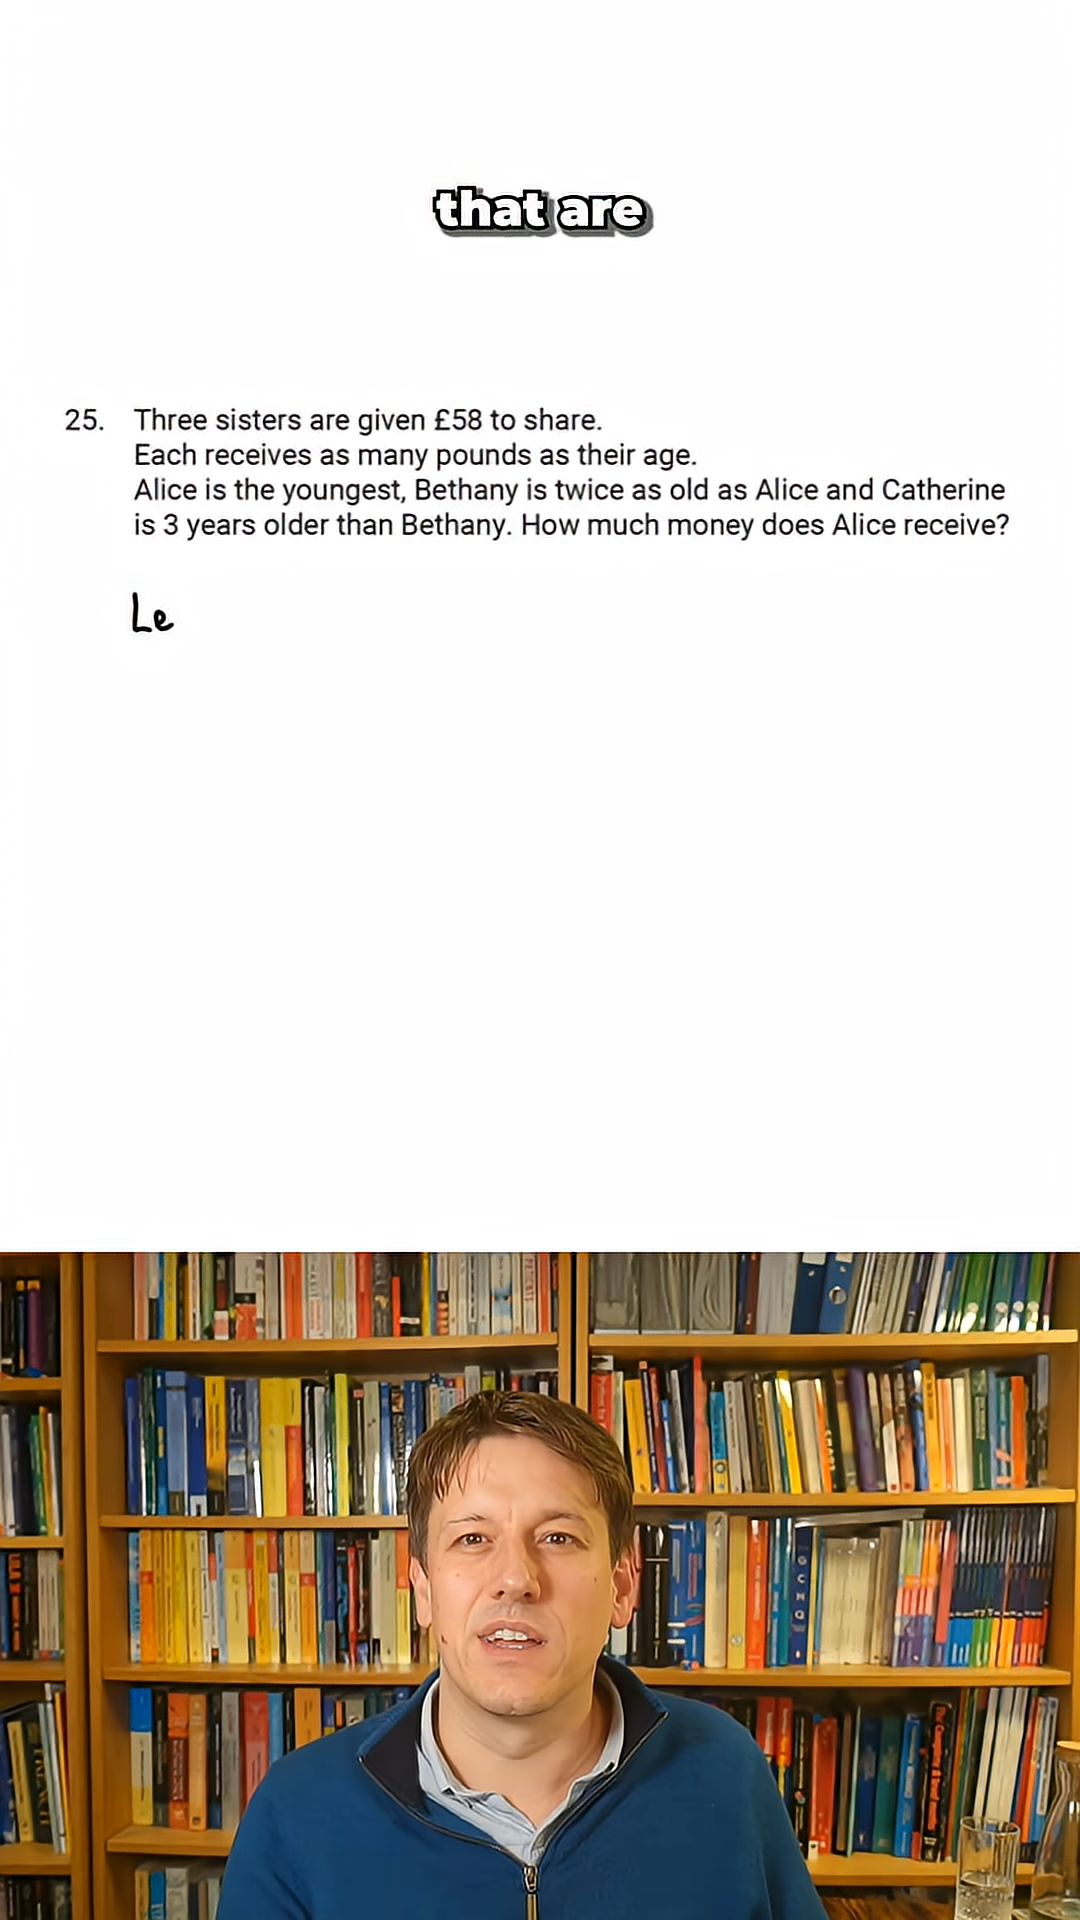 that are
25. Three sisters are given £58 to share.
Each receives as many pounds as their age.
Alice is the youngest, Bethany is twice as old as Alice and Catherine
is 3 years older than Bethany. How much money does Alice receive?
Le